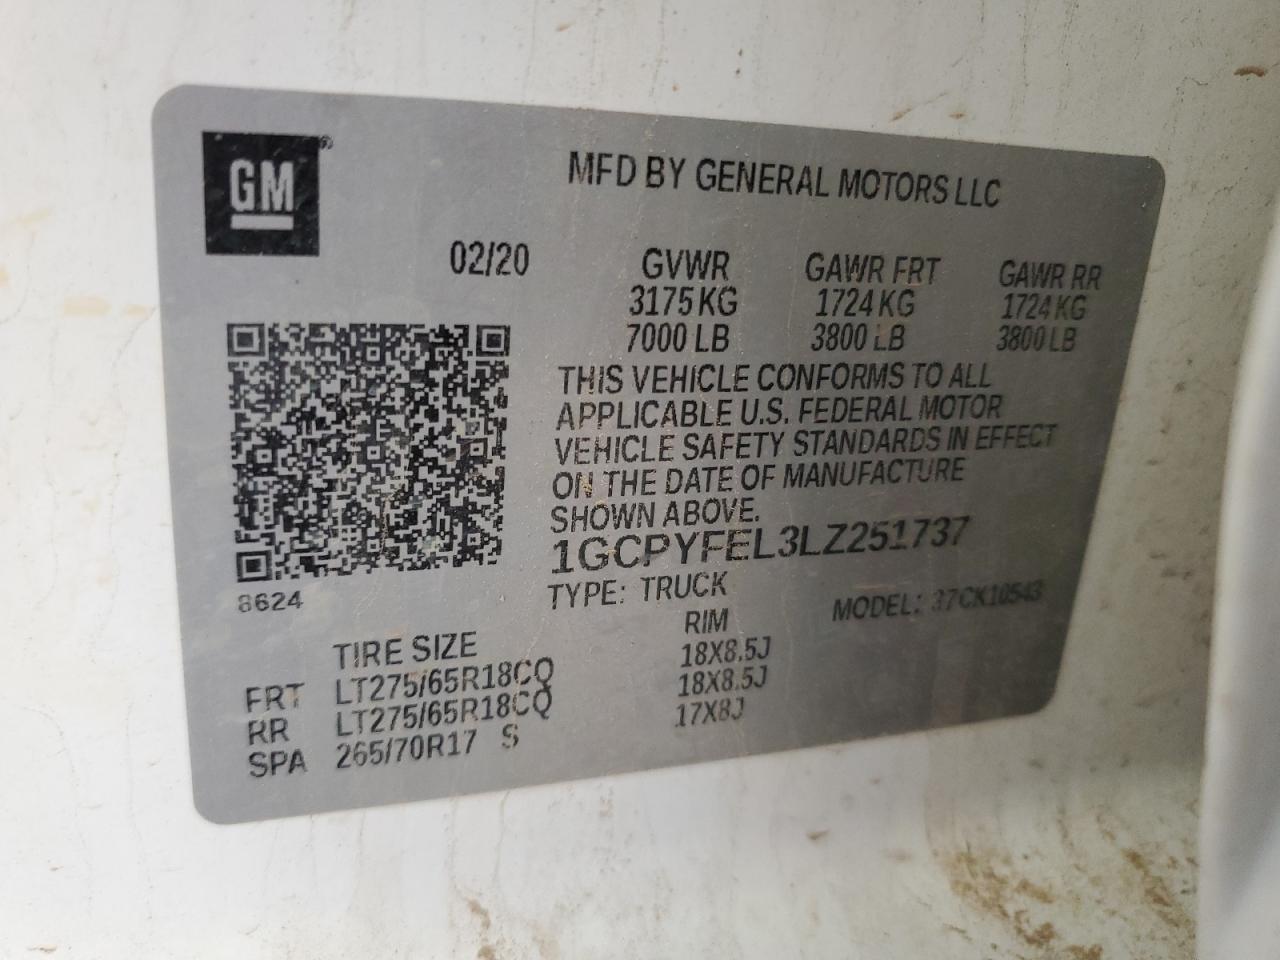 GM
MFD BY GENERAL MOTORS LLC
02/20 GVWR GAWR FRT GAWR RR
3175 KG 1724 KG 1724 KG
7000 LB 3800 LB 3800 LB
THIS VEHICLE CONFORMS TO ALL
APPLICABLE U.S. FEDERAL MOTOR
VEHICLE SAFETY STANDARDS IN EFFECT
ON THE DATE OF MANUFACTURE
SHOWN ABOVE.
1GCPYFEL3LZ251737
8624
TYPE: TRUCK MODEL: 37CK10543
TIRE SIZE RIM
FRT LT275/65R18CQ 18X8.5J
RR LT275/65R18CQ 18X8.5J
SPA 265/70R17 S 17X8J